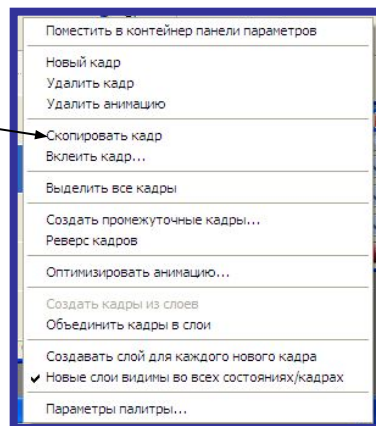 Поместить в контейнер панели параметров
Новый кадр
Удалить кадр
Удалить анимацию
Скопировать кадр
Вклеить кадр...
Выделить все кадры
Создать промежуточные кадры...
Реверс кадров
Оптимизировать анимацию...
Создать кадры из слоев
Объединить кадры в слои
Создавать слой для каждого нового кадра
Новые слои видимы во всех состояниях/кадрах
Параметры палитры...